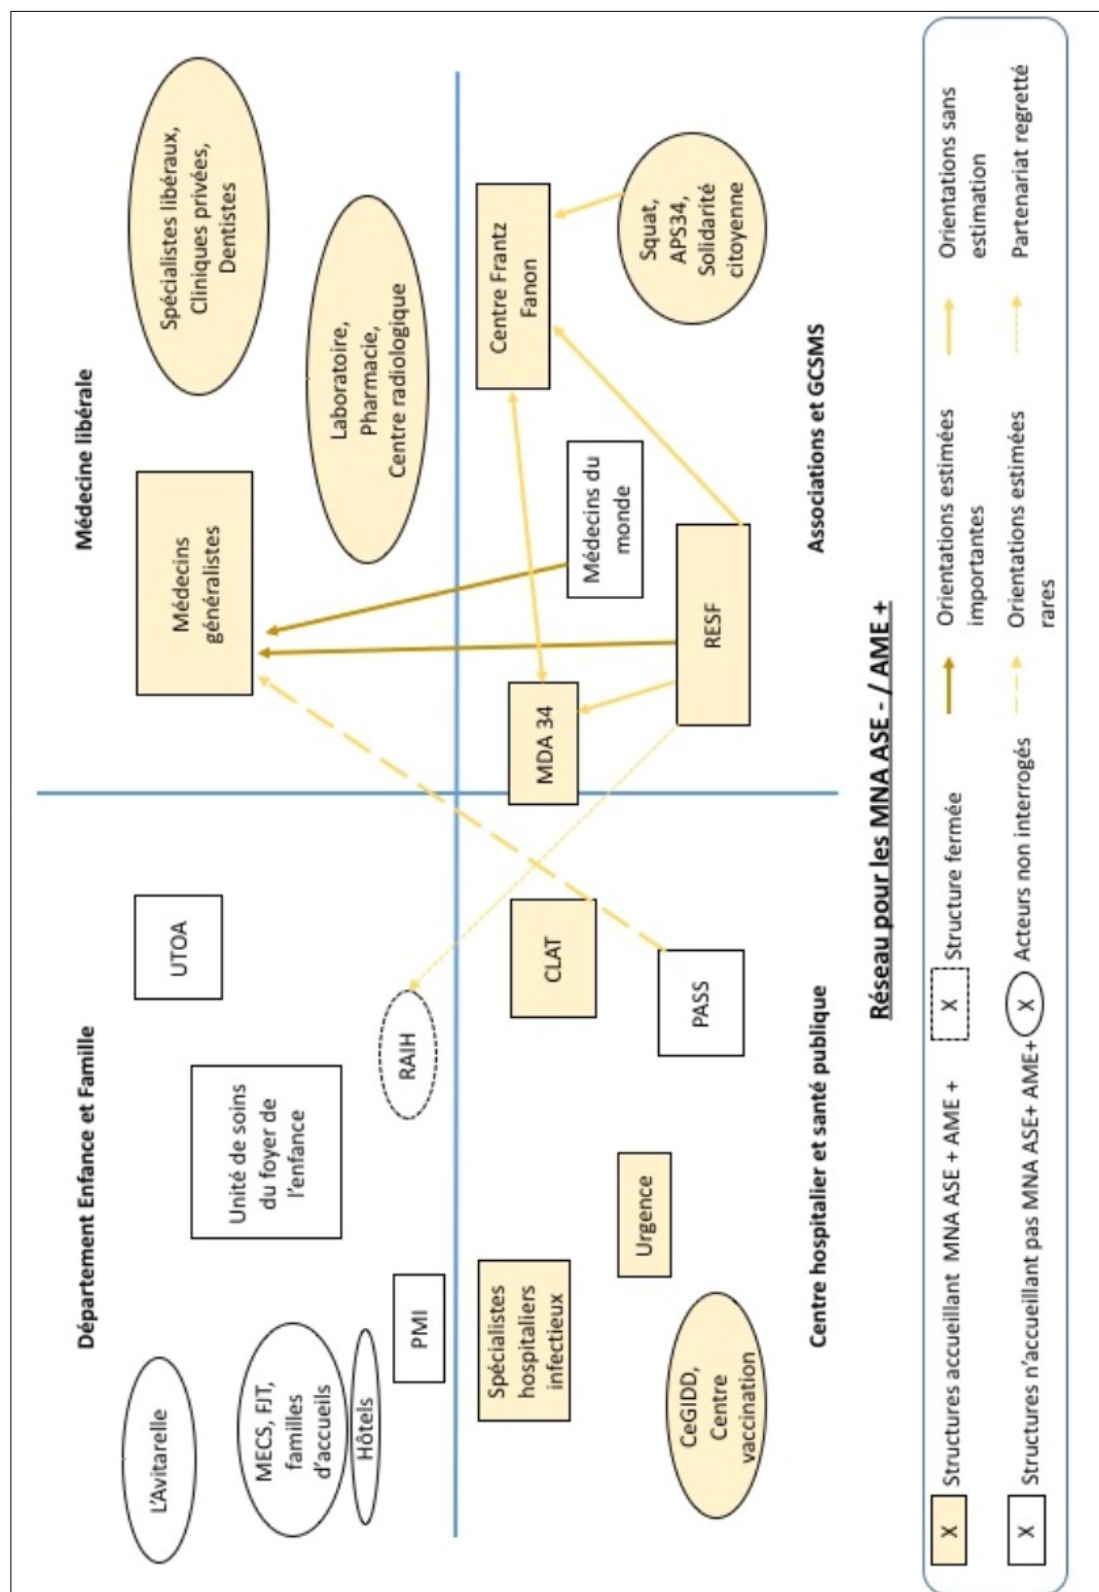 Département Enfance et Famille
Médecine libérale
L'Avitarelle
MECS, FJT,
familles
d'accueils
Hôtels
PMI
Unité de soins
du foyer de
l'enfance
UTOA
RAIH
Médecins
généralistes
Spécialistes libéraux,
Cliniques privées,
Dentistes
Laboratoire,
Pharmacie,
Centre radiologique
Spécialistes
hospitaliers
infectieux
CeGIDD,
Centre
vaccination
Urgence
CLAT
PASS
MDA 34
RESF
Médecins du
monde
Centre Frantz
Fanon
Squat,
APS34,
Solidarité
citoyenne
Centre hospitalier et santé publique
Associations et GCSMS
Réseau pour les MNA ASE - / AME +
X
Structures accueillant MNA ASE + AME +
X
Structure fermée
Orientations estimées
importantes
Orientations sans
estimation
X
Structures n'accueillant pas MNA ASE+ AME+
X
Acteurs non interrogés
Orientations estimées
rares
Partenariat regretté